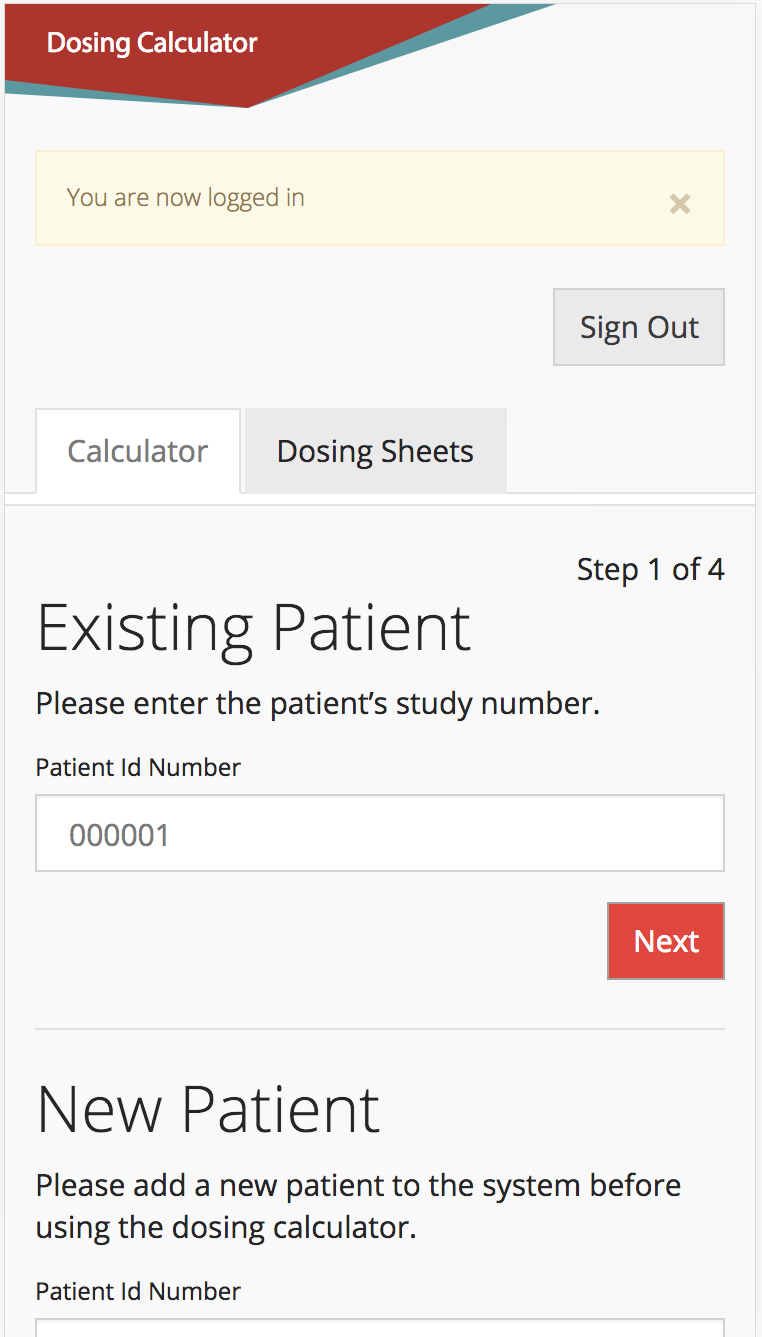 Dosing Calculator
You are now logged in
×
Sign Out
Calculator
Dosing Sheets
Step 1 of 4
Existing Patient
Please enter the patient’s study number.
Patient Id Number
000001
Next
New Patient
Please add a new patient to the system before
using the dosing calculator.
Patient Id Number